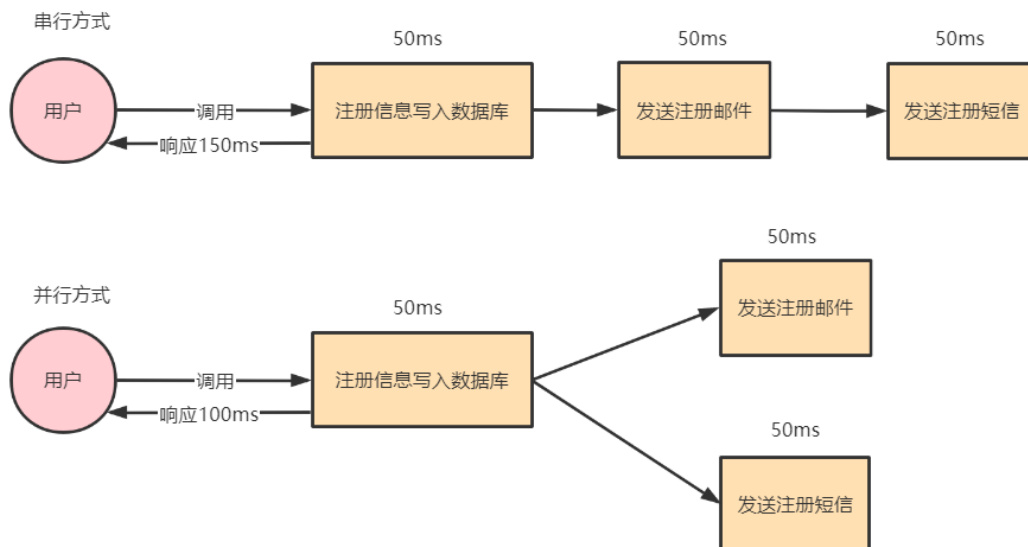 串行方式
50ms
50ms
50ms
用户
调用
注册信息写入数据库
发送注册邮件
发送注册短信
响应150ms
50ms
并行方式
50ms
发送注册邮件
用户
调用
注册信息写入数据库
响应100ms
50ms
发送注册短信